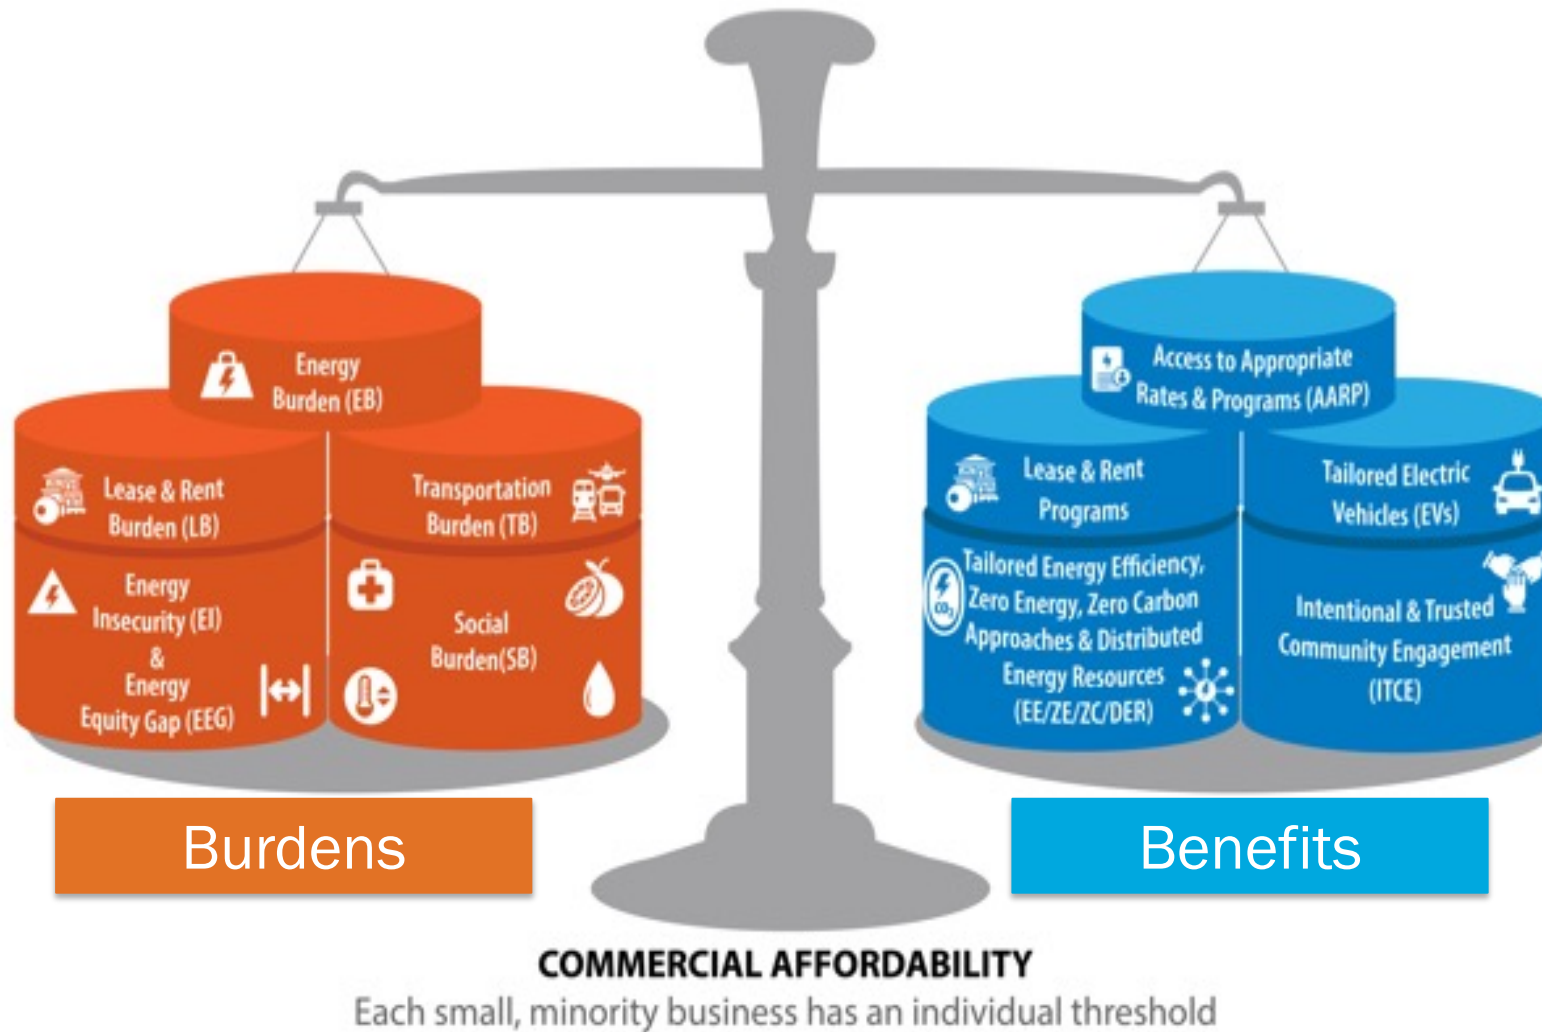 Energy
Burden (EB)
Lease & Rent
Burden (LB)
Transportation
Burden (TB)
Energy
Insecurity (EI)
&
Energy
Equity Gap (EEG)
Social
Burden(SB)
Access to Appropriate
Rates & Programs (AARP)
Lease & Rent
Programs
Tailored Electric
Vehicles (EVs)
CO₂
Tailored Energy Efficiency,
Zero Energy, Zero Carbon
Approaches & Distributed
Energy Resources
(EE/ZE/ZC/DER)
Intentional & Trusted
Community Engagement
(ITCE)
Burdens
Benefits
COMMERCIAL AFFORDABILITY
Each small, minority business has an individual threshold